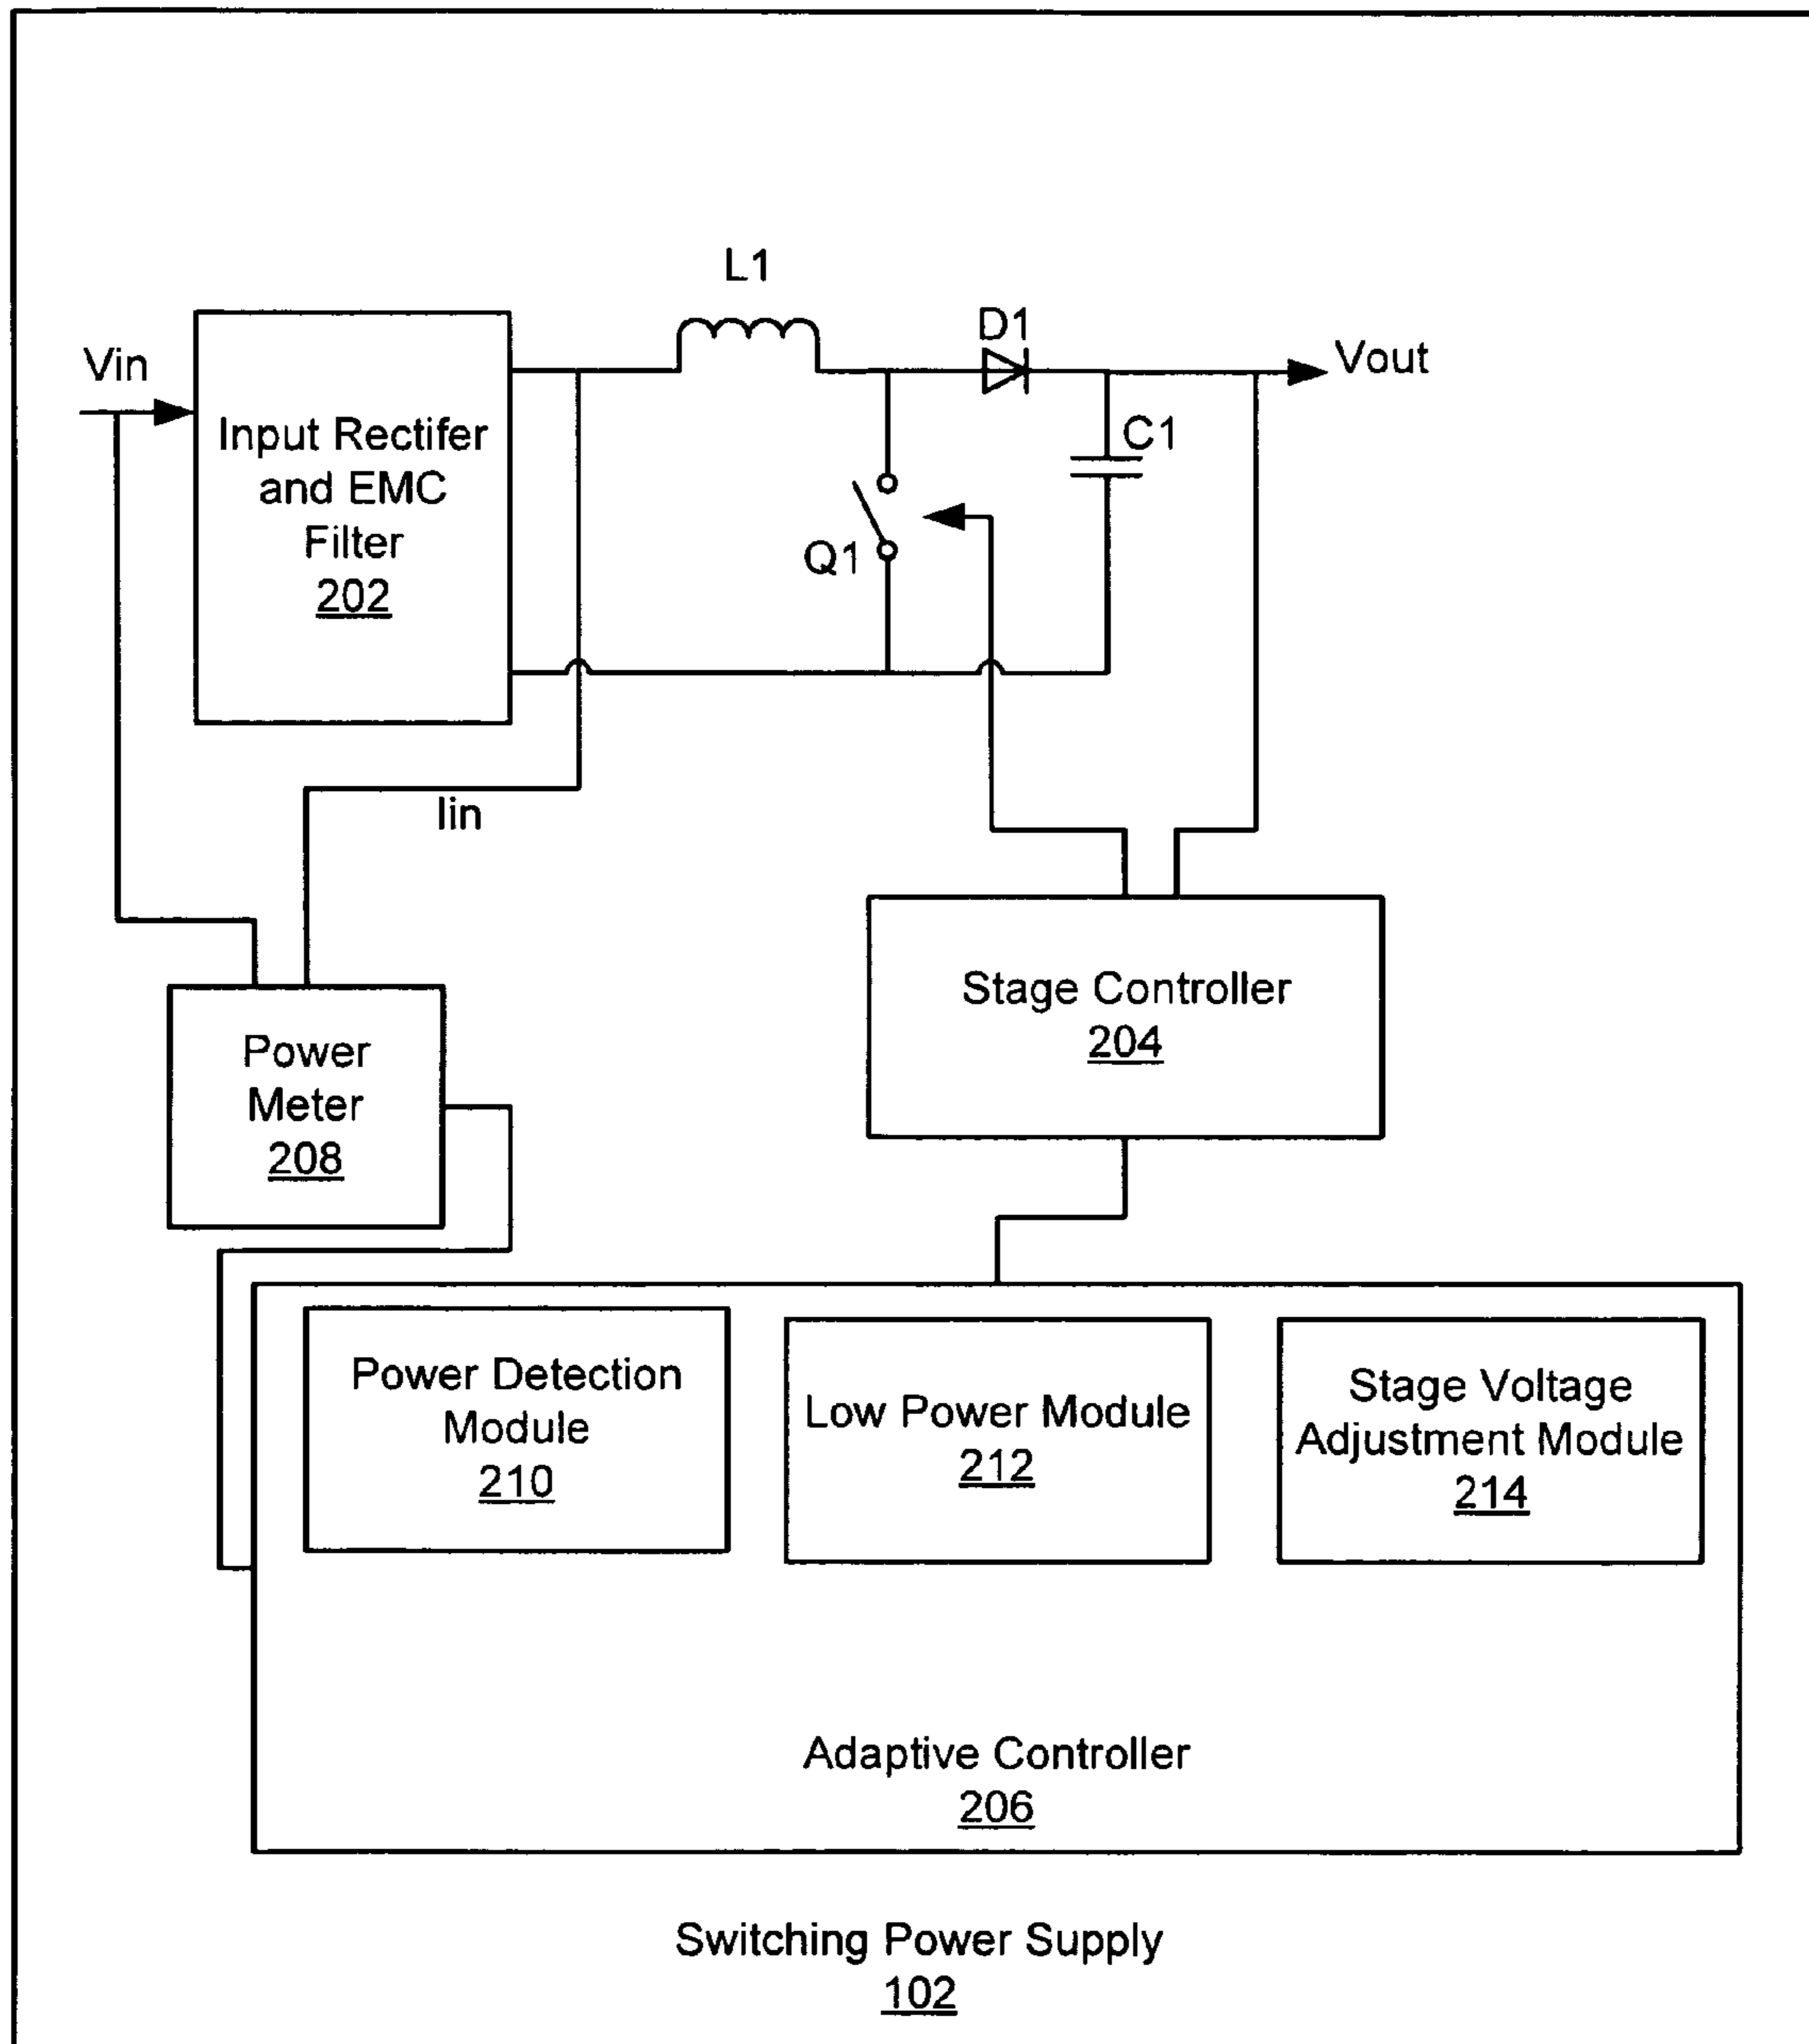 L1
D1
Vin
Vout
Input Rectifer
and EMC
Filter
202
C1
Q1
Iin
Stage Controller
204
Power
Meter
208
Power Detection
Module
210
Low Power Module
212
Stage Voltage
Adjustment Module
214
Adaptive Controller
206
Switching Power Supply
102